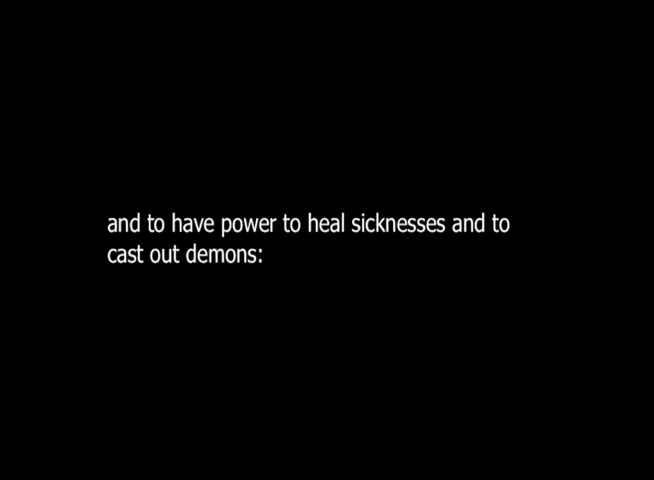 and to have power to heal sicknesses and to
cast out demons: